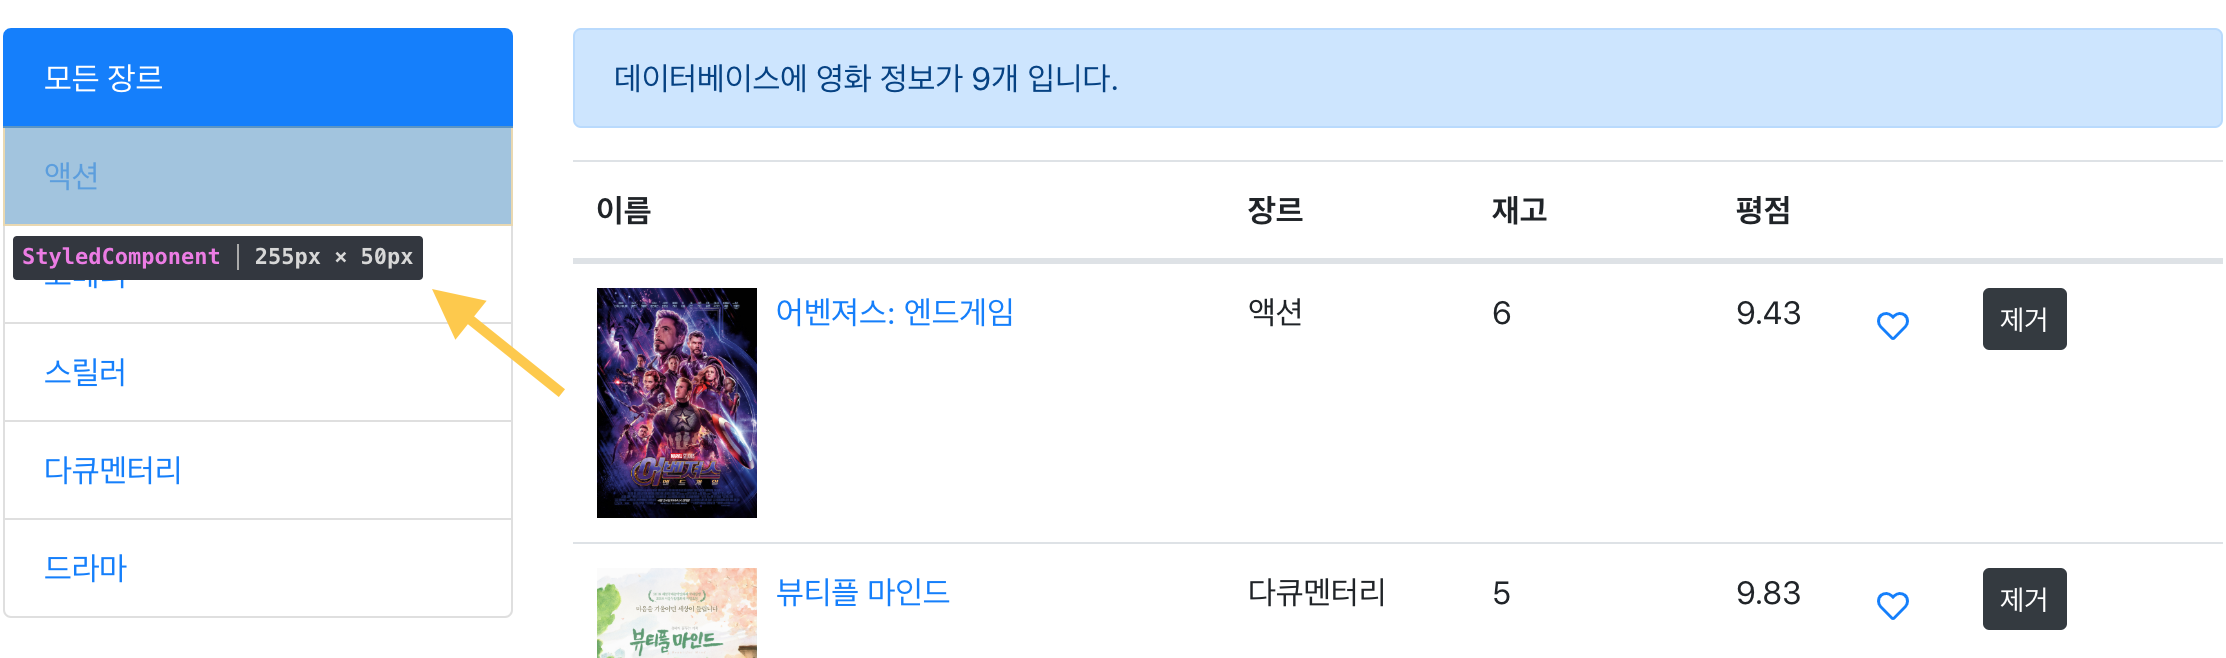 모든 장르
액션
StyledComponent | 255px × 50px
스릴러
다큐멘터리
드라마
데이터베이스에 영화 정보가 9개 입니다.
이름 장르 재고 평점
어벤져스: 엔드게임 액션 6 9.43 제거
MARVEL STUDIOS
어벤져스
엔드게임
뷰티플 마인드 다큐멘터리 5 9.83 제거
뷰티플 마인드